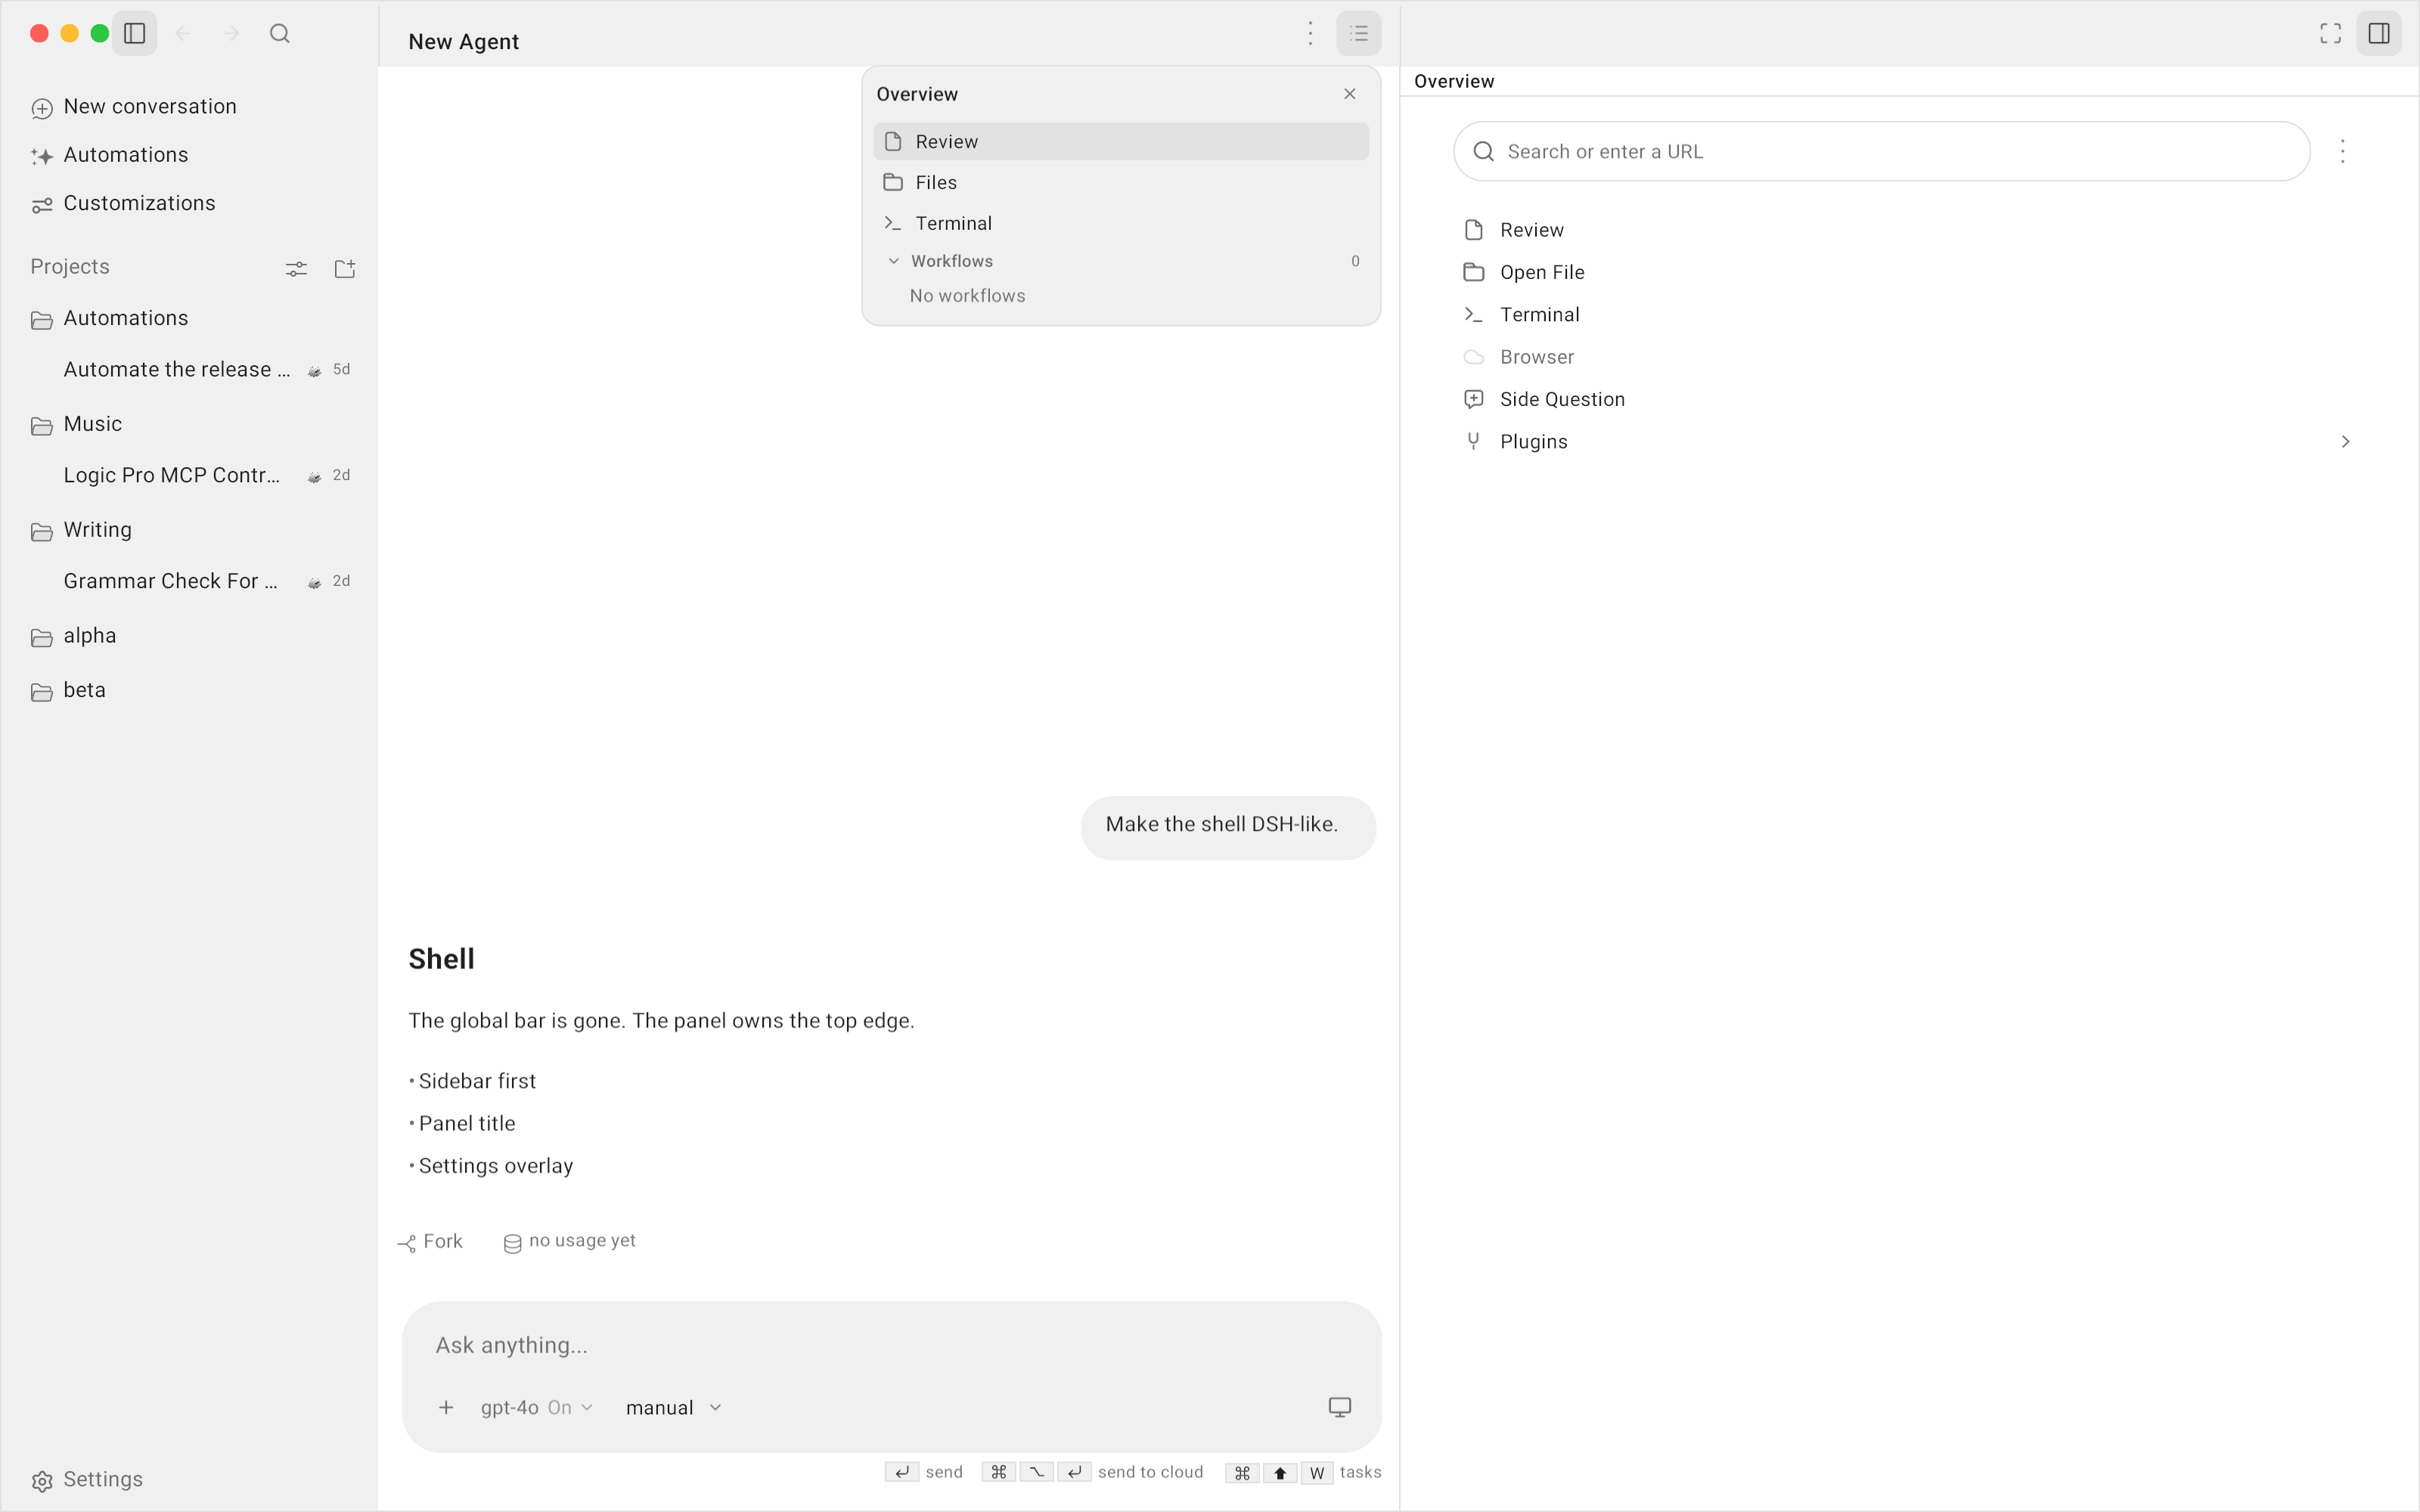 New conversation
Automations
Customizations
Projects
Automations
Automate the release ... 5d
Music
Logic Pro MCP Contr... 2d
Writing
Grammar Check For ... 2d
alpha
beta
Settings
New Agent
Overview
Review
Files
Terminal
Workflows 0
No workflows
Make the shell DSH-like.
Shell
The global bar is gone. The panel owns the top edge.
• Sidebar first
• Panel title
• Settings overlay
Fork no usage yet
Ask anything...
gpt-4o On manual
send ⌘ ⌥ send to cloud ⌘ W tasks
Overview
Search or enter a URL
Review
Open File
Terminal
Browser
Side Question
Plugins